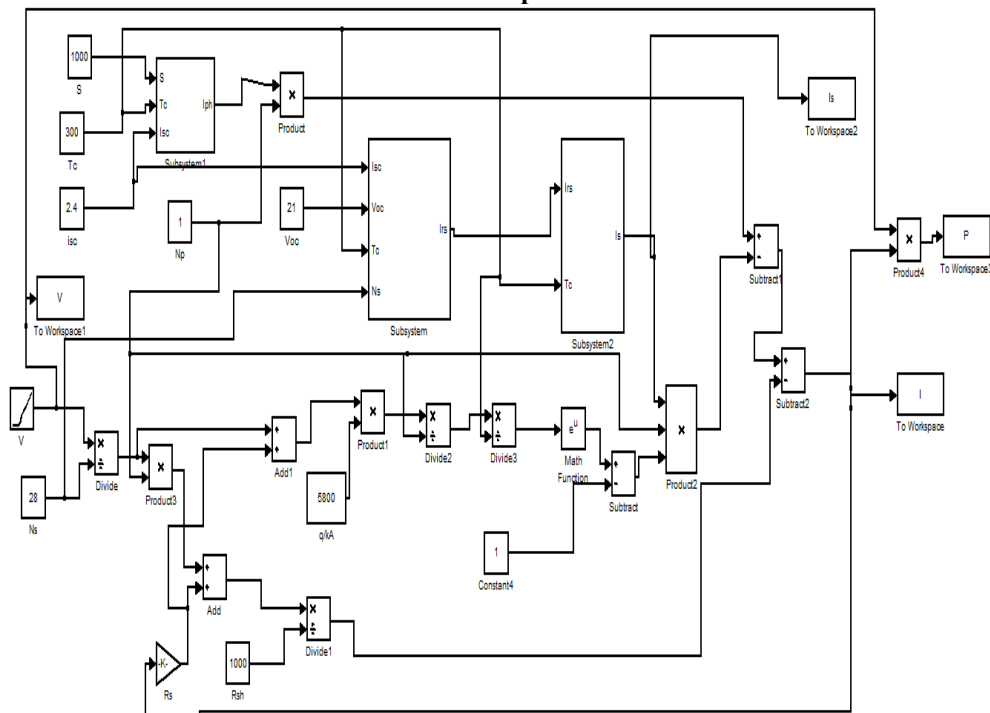 1000
S
300
Tc
2.4
isc
S
Tc
Isc
Iph
Subsystem1
×
Product
1
Np
21
Voc
Isc
Voc
Tc
Ns
Irs
Subsystem
Irs
Tc
Is
Subsystem2
Is
To Workspace2
+
-
Subtract1
×
Product4
P
To Workspace3
V
To Workspace1
V
28
Ns
×
÷
Divide
×
Product3
+
+
Add1
5800
q/kA
×
Product1
×
÷
Divide2
×
÷
Divide3
e^u
Math
Function
+
-
Subtract
×
Product2
+
-
Subtract2
I
To Workspace
1
Constant4
+
+
Add
×
÷
Divide1
-K-
Rs
1000
Rsh